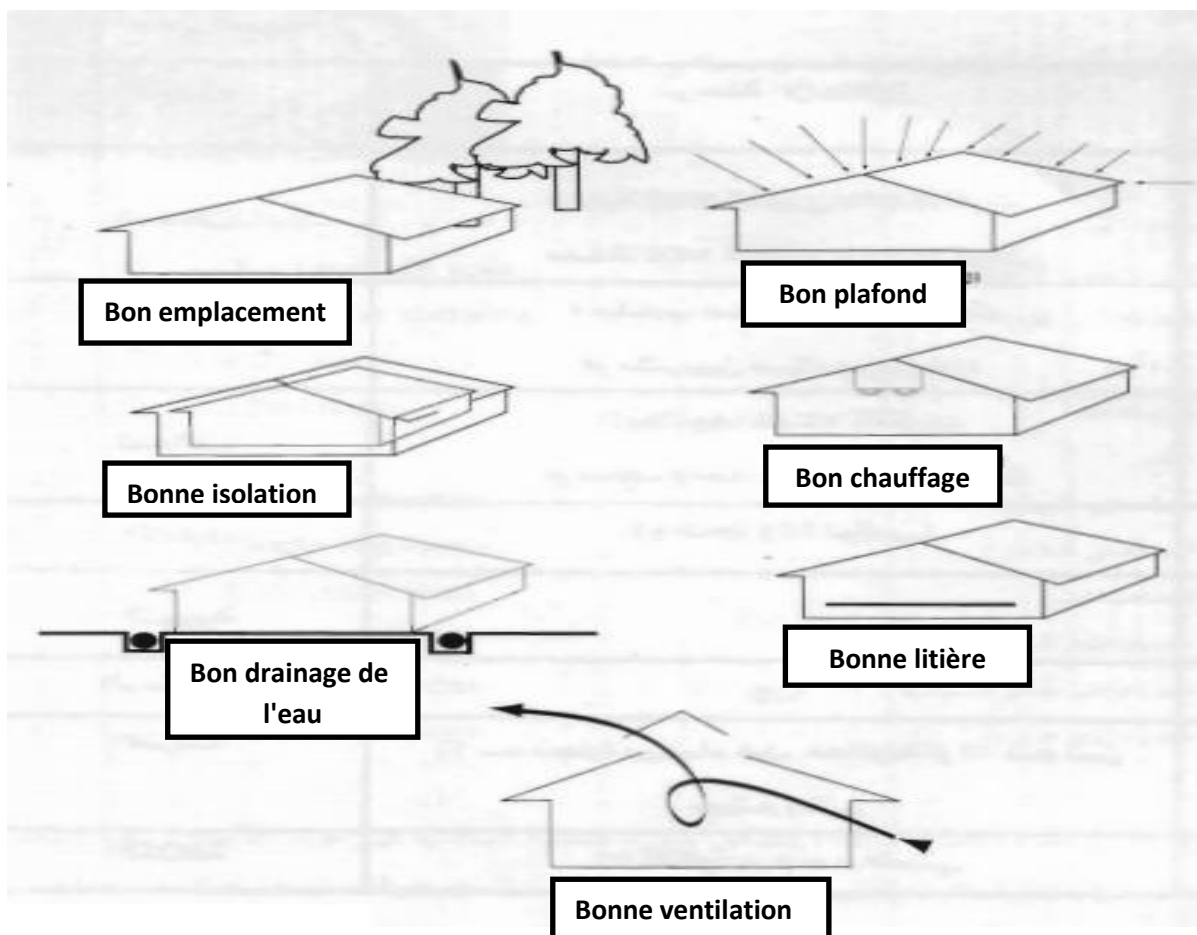 Bon emplacement
Bon plafond
Bonne isolation
Bon chauffage
Bon drainage de
l'eau
Bonne litière
Bonne ventilation